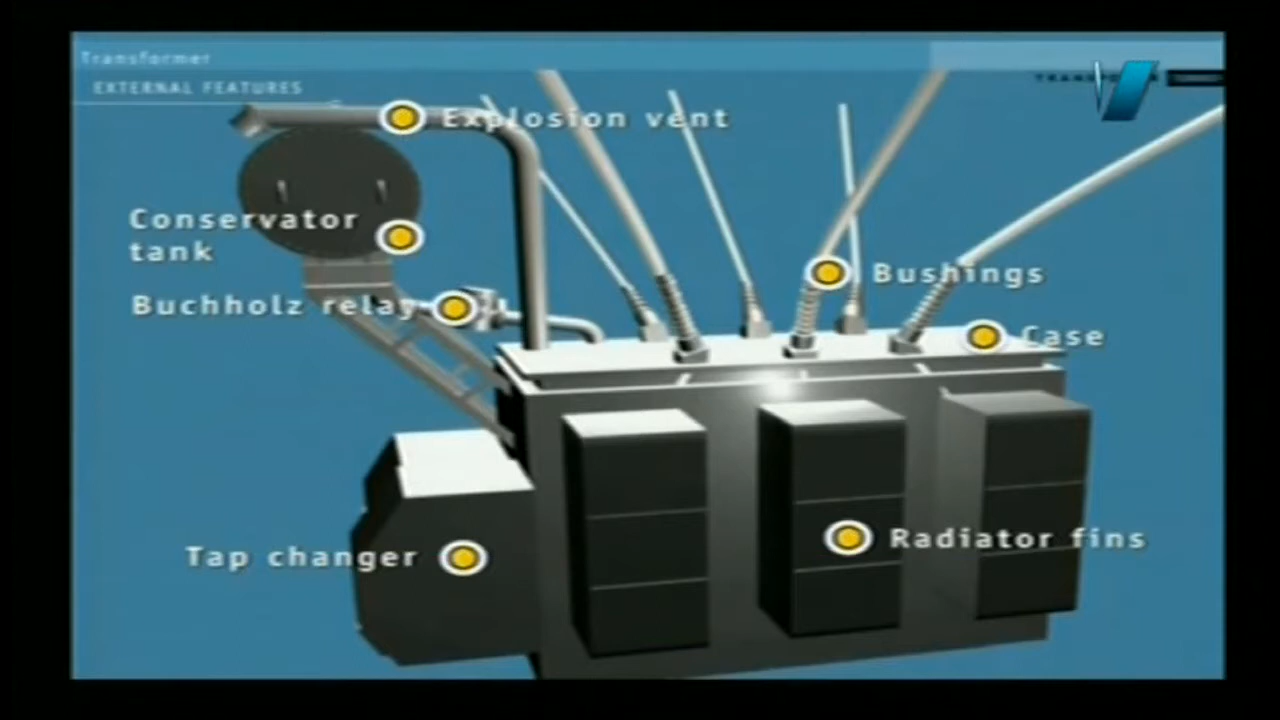 Transformer
EXTERNAL FEATURES
Explosion vent
Conservator
tank
Buchholz relay
Bushings
Case
Tap changer
Radiator fins